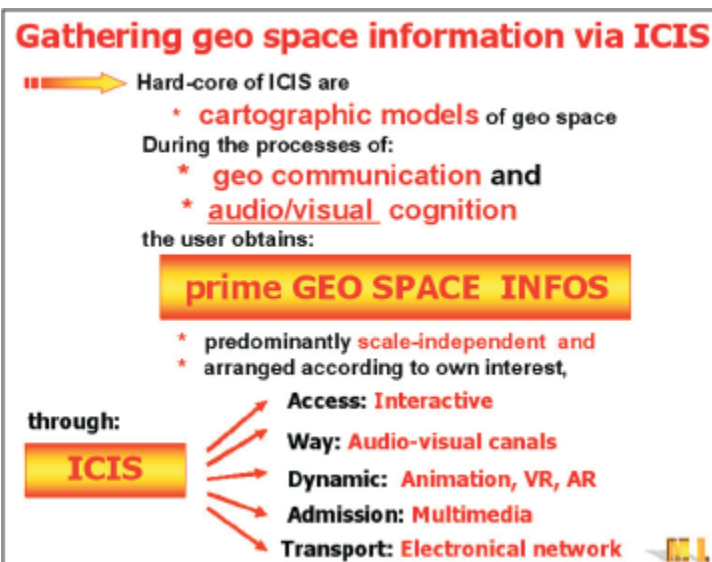 Gathering geo space information via ICIS
Hard-core of ICIS are
* cartographic models of geo space
During the processes of:
* geo communication and
* audio/visual cognition
the user obtains:
prime GEO SPACE INFOS
* predominantly scale-independent and
* arranged according to own interest,
through:
ICIS
Access: Interactive
Way: Audio-visual canals
Dynamic: Animation, VR, AR
Admission: Multimedia
Transport: Electronical network